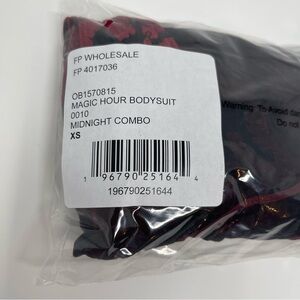 FP WHOLESALE
FP 4017036
OB1570815
MAGIC HOUR BODYSUIT
0010
MIDNIGHT COMBO
XS
1 96790 25164 4
196790251644
Warning: To Avoid
Do